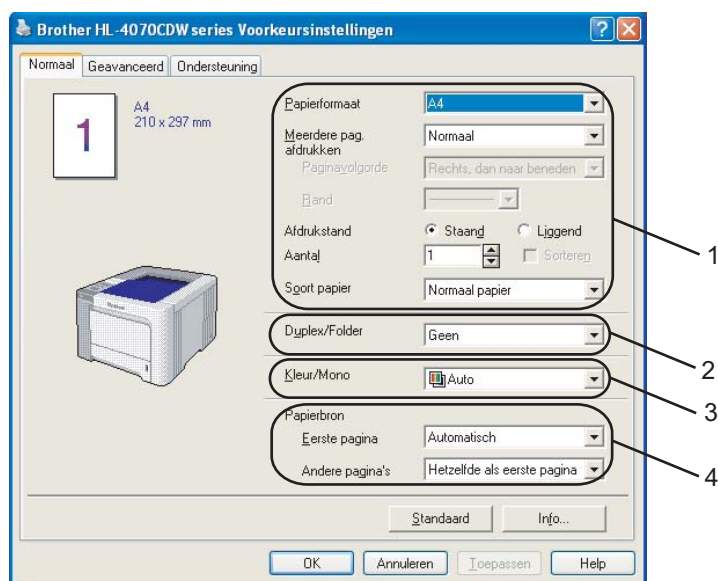 Brother HL-4070CDW series Voorkeursinstellingen
Normaal Geavanceerd Ondersteuning
1
A4
210 x 297 mm
Papierformaat A4
Meerdere pag. afdrukken Normaal
Paginavolgorde Rechts, dan naar beneden
Rand
Afdrukstand Staand Liggend
Aantal 1 Sorteren
Soort papier Normaal papier
1
Duplex/Folder Geen
2
Kleur/Mono Auto
3
Papierbron
Eerste pagina Automatisch
Andere pagina's Hetzelfde als eerste pagina
4
Standaard Info...
OK Annuleren Toepassen Help